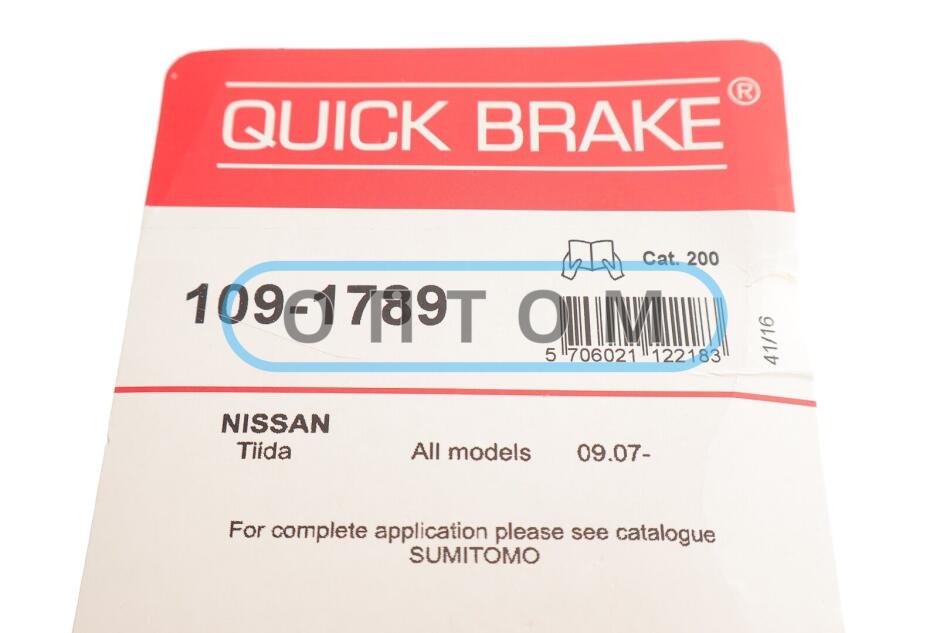 QUICK BRAKE®
Cat. 200
109-1789
ОПТОМ
5 706021 122183
41/16
NISSAN
Tiida All models 09.07-
For complete application please see catalogue
SUMITOMO